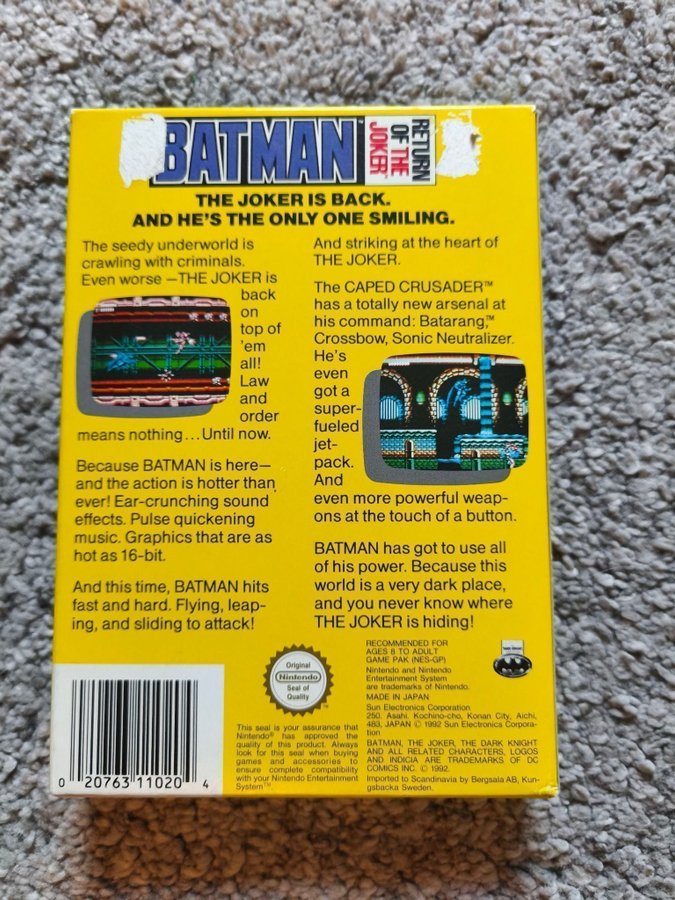 BATMAN™
RETURN
OF THE
JOKER
THE JOKER IS BACK.
AND HE'S THE ONLY ONE SMILING.
The seedy underworld is
crawling with criminals.
Even worse —THE JOKER is
back
on
top of
'em
all!
Law
and
order
means nothing...Until now.
Because BATMAN is here—
and the action is hotter than
ever! Ear-crunching sound
effects. Pulse quickening
music. Graphics that are as
hot as 16-bit.
And this time, BATMAN hits
fast and hard. Flying, leap-
ing, and sliding to attack!
And striking at the heart of
THE JOKER.
The CAPED CRUSADER™
has a totally new arsenal at
his command: Batarang,™
Crossbow, Sonic Neutralizer.
He's
even
got a
super-
fueled
jet-
pack.
And
even more powerful weap-
ons at the touch of a button.
BATMAN has got to use all
of his power. Because this
world is a very dark place,
and you never know where
THE JOKER is hiding!
0 20763 11020 4
Original
Nintendo
Seal of
Quality
This seal is your assurance that
Nintendo® has approved the
quality of this product. Always
look for this seal when buying
games and accessories to
ensure complete compatibility
with your Nintendo Entertainment
System™.
RECOMMENDED FOR
AGES 8 TO ADULT
GAME PAK (NES-GP)
Nintendo and Nintendo
Entertainment System
are trademarks of Nintendo.
MADE IN JAPAN
Sun Electronics Corporation
250, Asahi, Kochino-cho, Konan City, Aichi,
483, JAPAN © 1992 Sun Electronics Corpora-
tion
BATMAN, THE JOKER, THE DARK KNIGHT
AND ALL RELATED CHARACTERS, LOGOS
AND INDICIA ARE TRADEMARKS OF DC
COMICS INC. © 1992.
Imported to Scandinavia by Bergsala AB, Kun-
gsbacka Sweden.